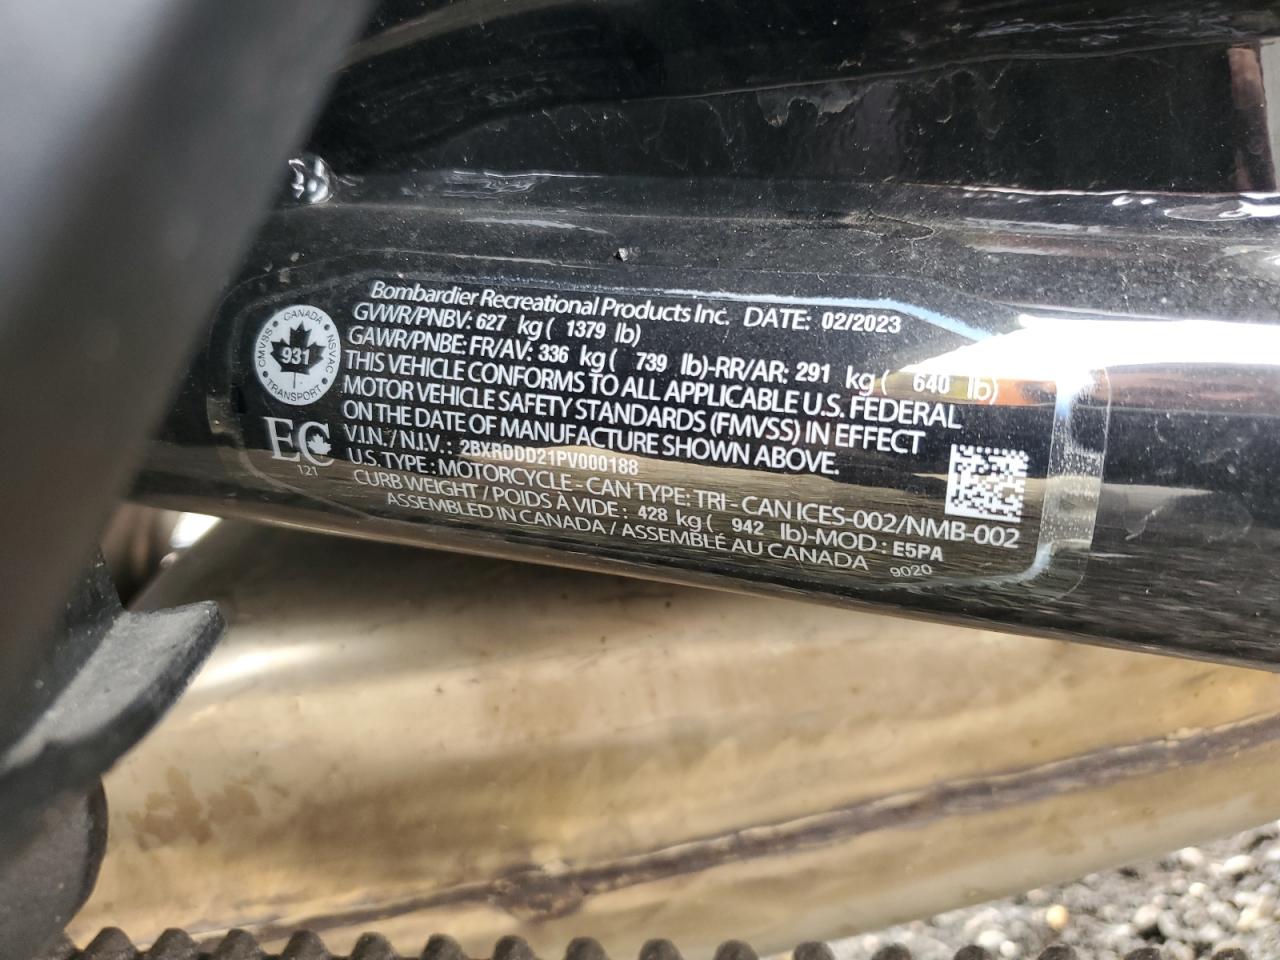 Bombardier Recreational Products Inc. DATE: 02/2023
GVWR/PNBV: 627 kg( 1379 lb)
GAWR/PNBE: FR/AV: 336 kg( 739 lb)-RR/AR: 291 kg( 640 lb)
THIS VEHICLE CONFORMS TO ALL APPLICABLE U.S. FEDERAL
MOTOR VEHICLE SAFETY STANDARDS (FMVSS) IN EFFECT
ON THE DATE OF MANUFACTURE SHOWN ABOVE.
V.I.N. / N.I.V. : 2BXRDDD21PV000188
U.S. TYPE : MOTORCYCLE - CAN TYPE: TRI - CAN ICES-002/NMB-002
CURB WEIGHT / POIDS À VIDE : 428 kg( 942 lb)-MOD : E5PA
ASSEMBLED IN CANADA / ASSEMBLÉ AU CANADA 9020
CANADA
CMVSS • NSVAC
931
TRANSPORT
EC
121